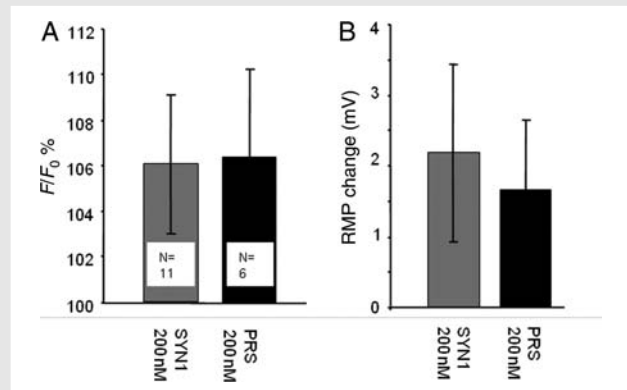 A
112
110
108
106
104
102
100
F/F0 %
N=
11
N=
6
SYN1
200nM
PRS
200nM
B
4
3
2
1
0
RMP change (mV)
SYN1
200nM
PRS
200nM